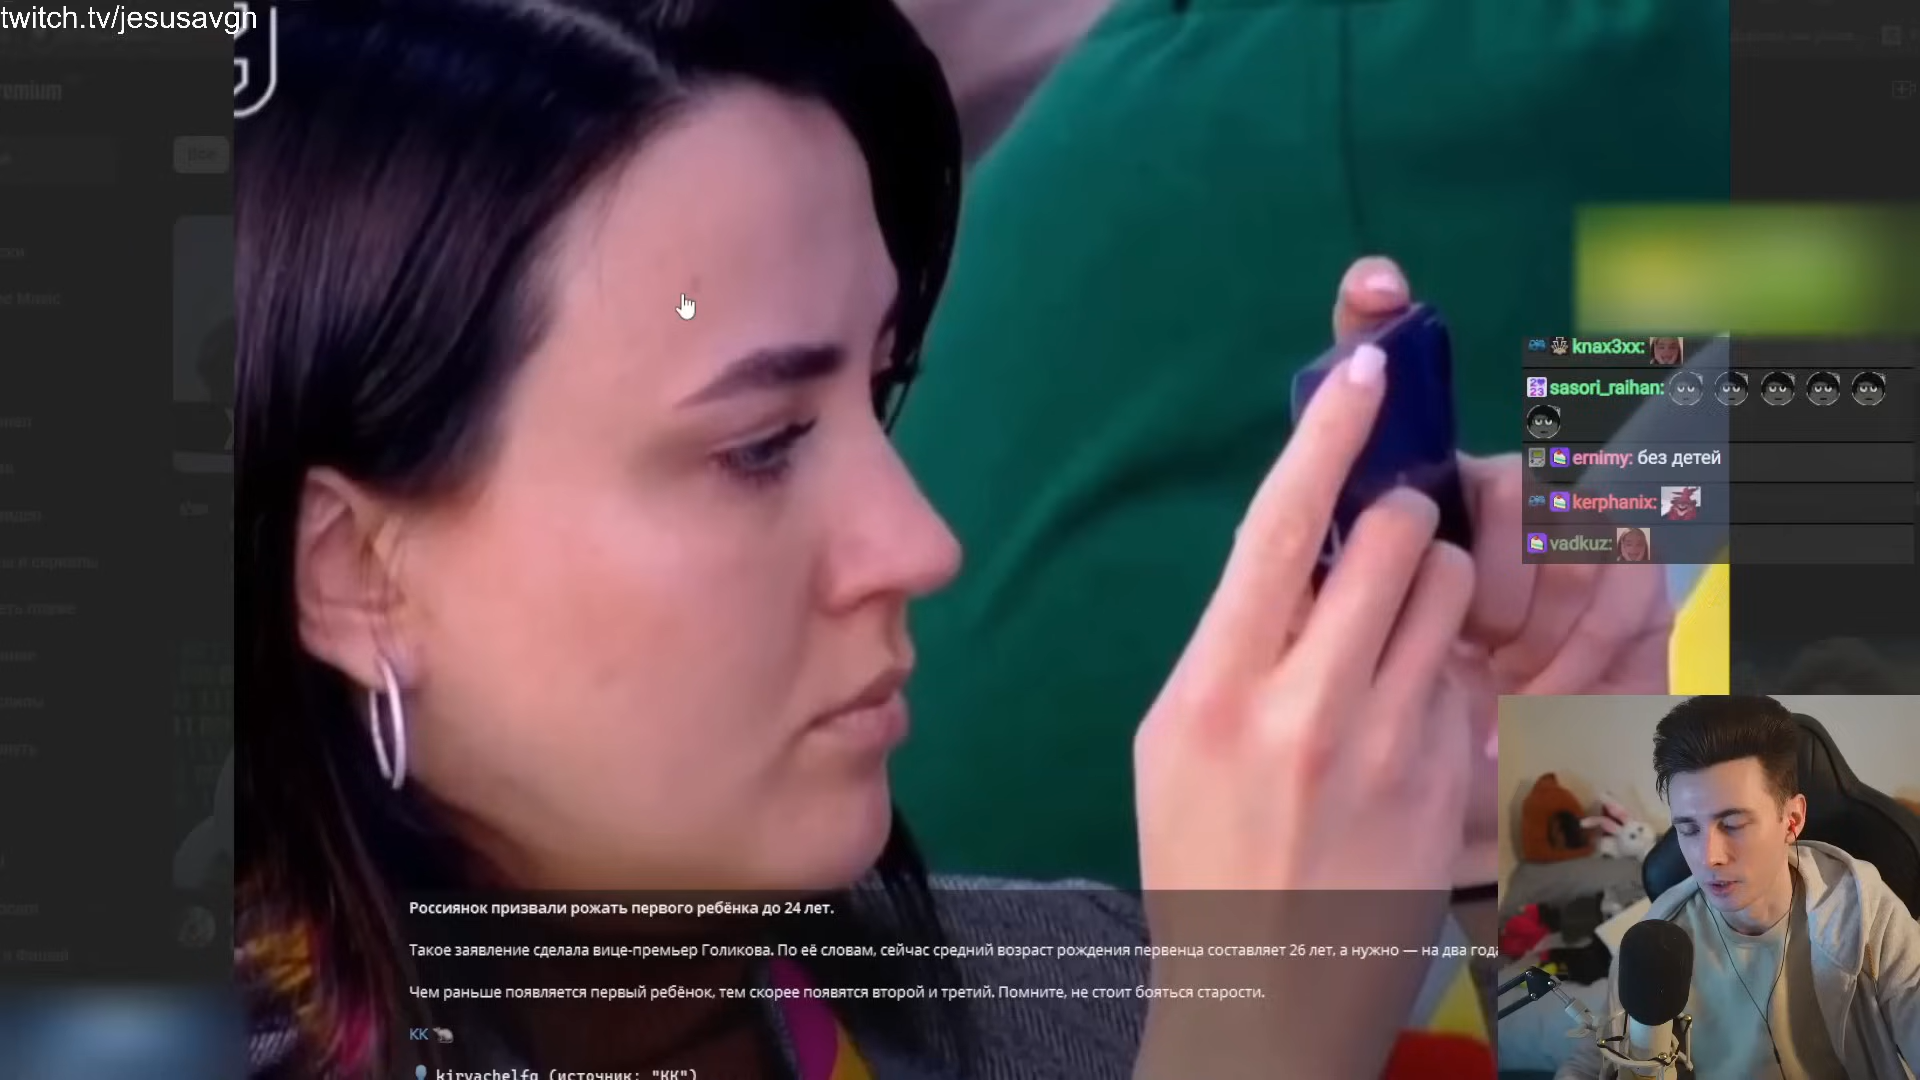 twitch.tv/jesusavgn
emium
Все
knax3xx:
sasori_raihan:
ernimy: без детей
kerphanix:
vadkuz:
Россиянок призвали рожать первого ребёнка до 24 лет.
Такое заявление сделала вице-премьер Голикова. По её словам, сейчас средний возраст рождения первенца составляет 26 лет, а нужно — на два года
Чем раньше появляется первый ребёнок, тем скорее появятся второй и третий. Помните, не стоит бояться старости.
КК
kiryachelfg (источник: "КК")